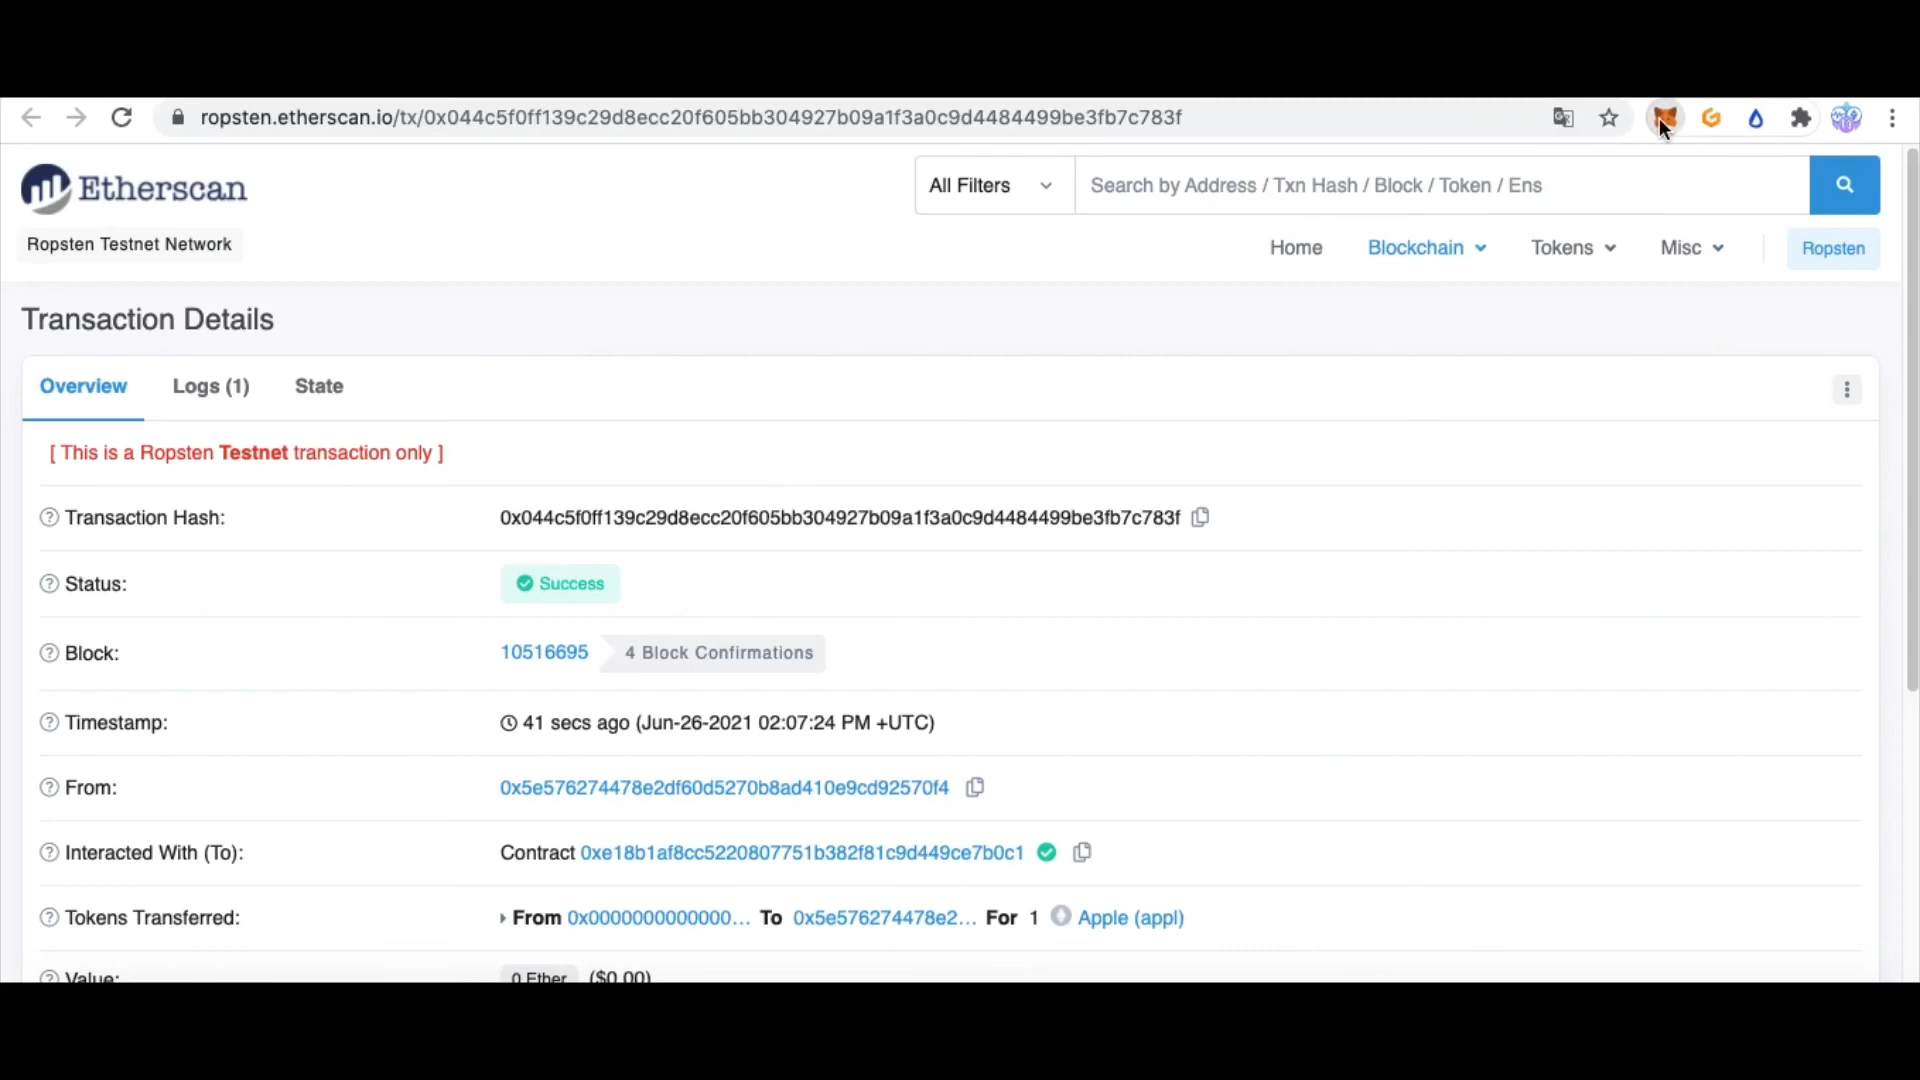 ropsten.etherscan.io/tx/0x044c5f0ff139c29d8ecc20f605bb304927b09a1f3a0c9d4484499be3fb7c783f
Etherscan
All Filters
Search by Address / Txn Hash / Block / Token / Ens
Ropsten Testnet Network
Home
Blockchain
Tokens
Misc
Ropsten
Transaction Details
Overview
Logs (1)
State
[ This is a Ropsten Testnet transaction only ]
Transaction Hash:
0x044c5f0ff139c29d8ecc20f605bb304927b09a1f3a0c9d4484499be3fb7c783f
Status:
Success
Block:
10516695
4 Block Confirmations
Timestamp:
41 secs ago (Jun-26-2021 02:07:24 PM +UTC)
From:
0x5e576274478e2df60d5270b8ad410e9cd92570f4
Interacted With (To):
Contract 0xe18b1af8cc5220807751b382f81c9d449ce7b0c1
Tokens Transferred:
From 0x0000000000000... To 0x5e576274478e2... For 1 Apple (appl)
Value:
0 Ether ($0.00)